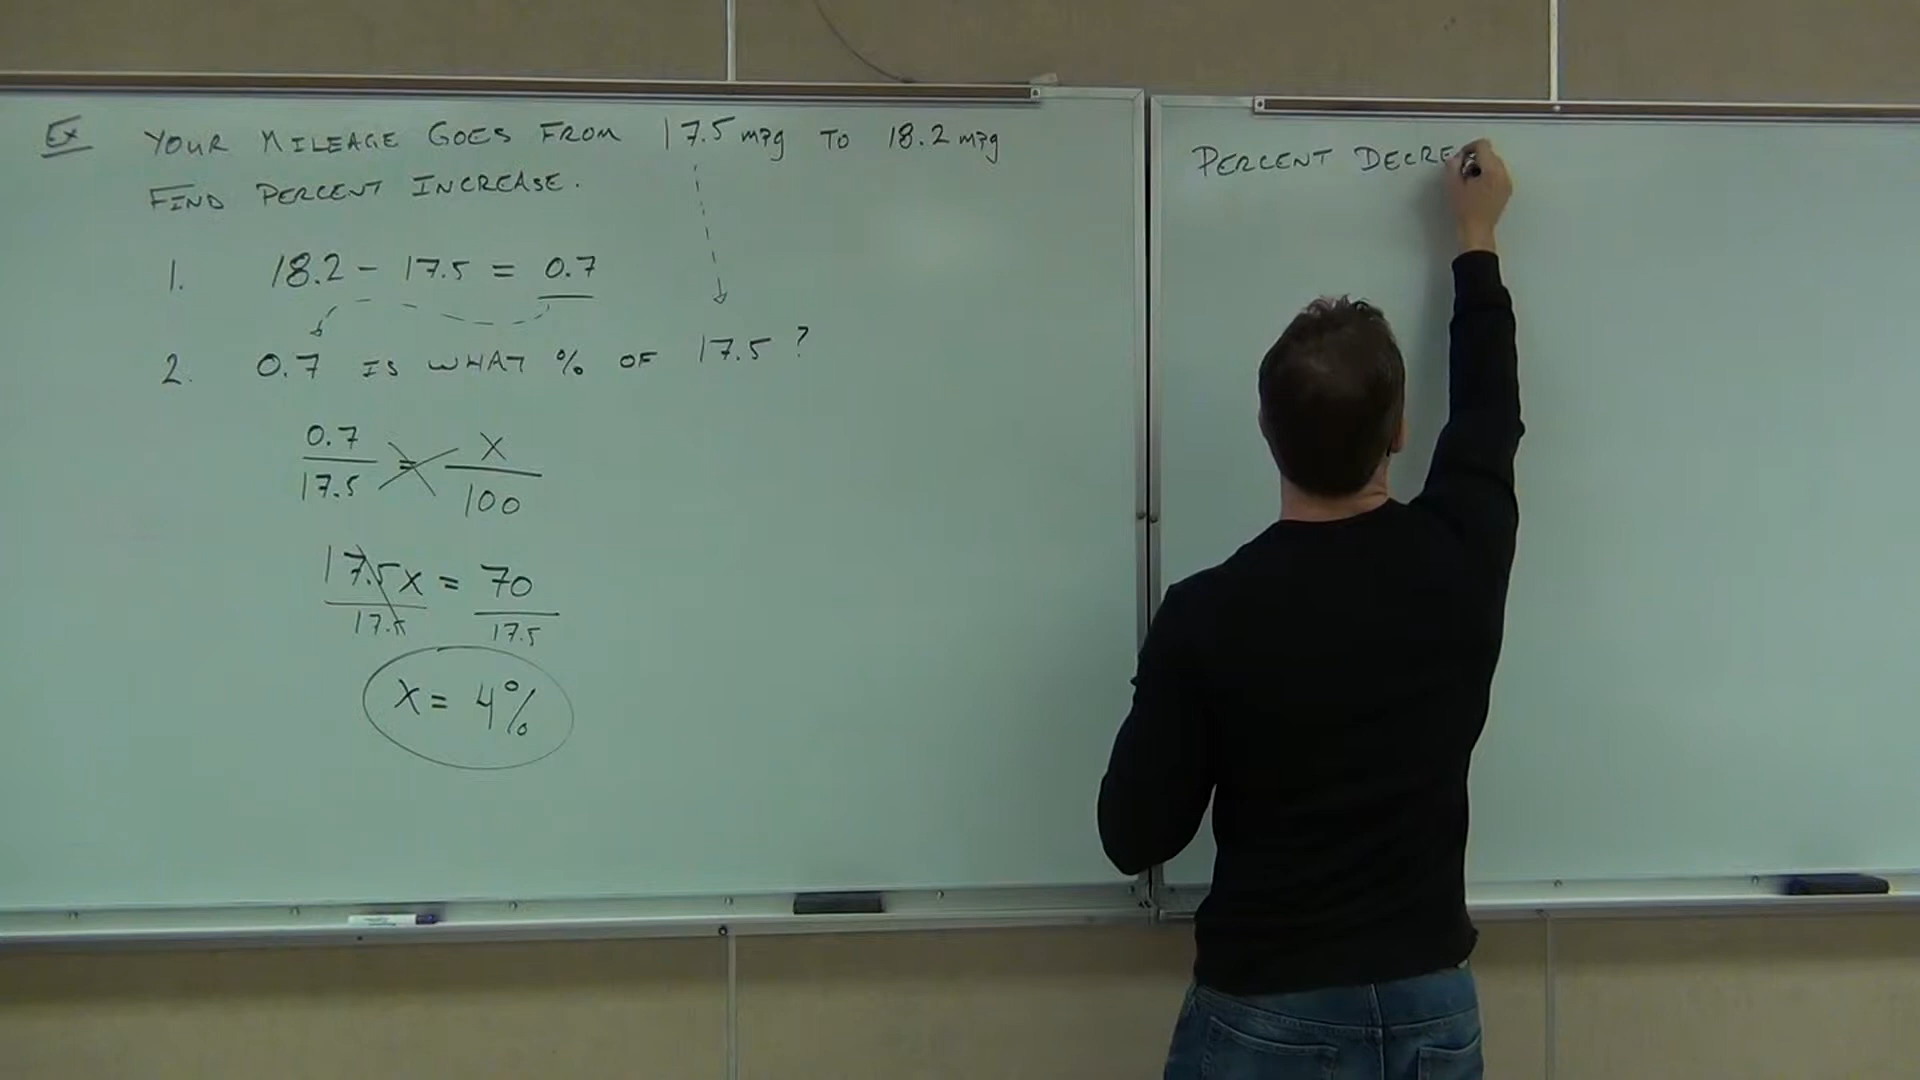 Ex YOUR MILEAGE GOES FROM 17.5 mpg TO 18.2 mpg
FIND PERCENT INCREASE.
1. 18.2 - 17.5 = 0.7
2. 0.7 IS WHAT % OF 17.5 ?
0.7 / 17.5 = X / 100
17.5x / 17.5 = 70 / 17.5
x = 4%
PERCENT DECRE